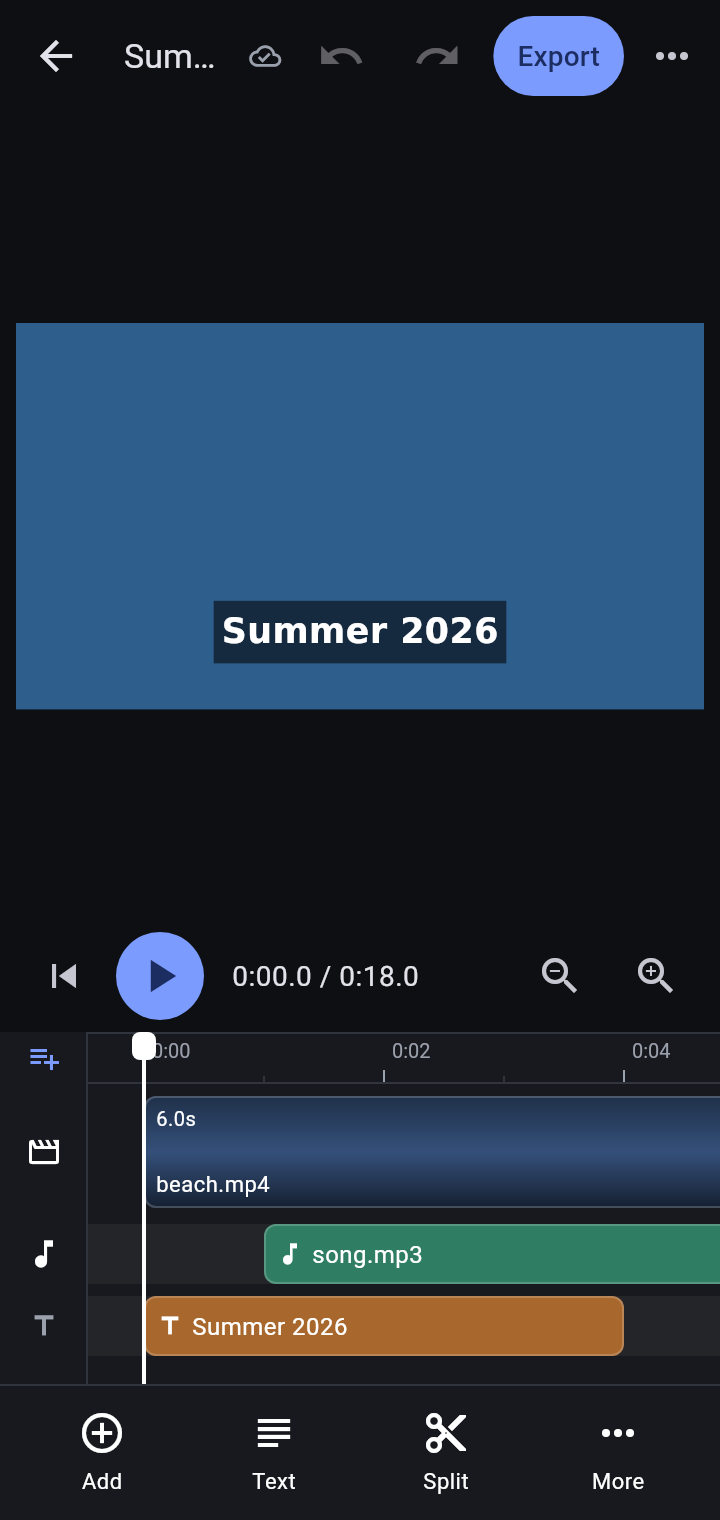 Sum...
Export
Summer 2026
0:00.0 / 0:18.0
0:00
0:02
0:04
6.0s
beach.mp4
song.mp3
T Summer 2026
Add
Text
Split
More